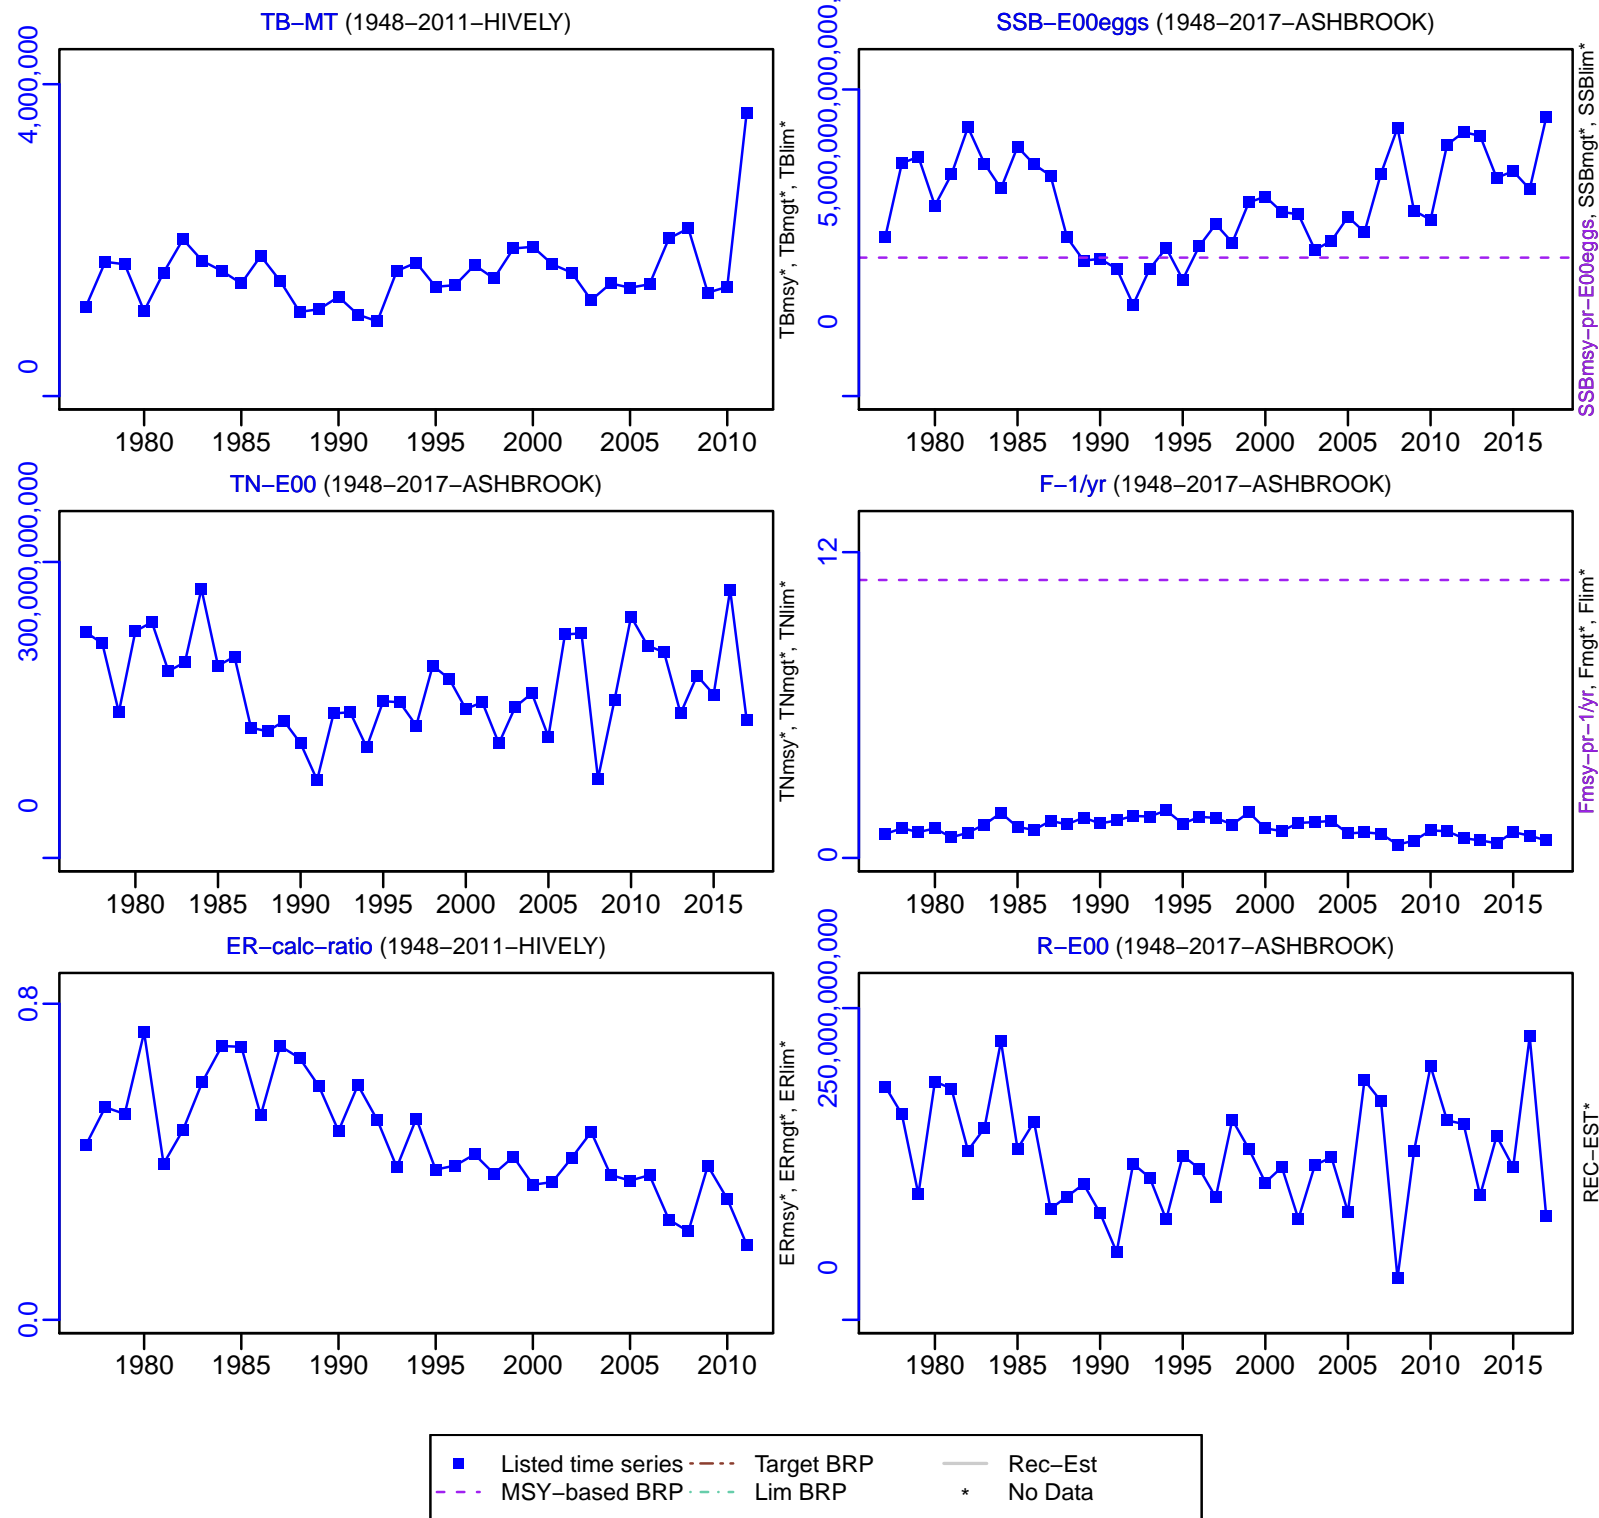 TB−MT (1948−2011−HIVELY)
4,000,000
0
TBmsy*, TBmgt*, TBlim*
1980 1985 1990 1995 2000 2005 2010
SSB−E00eggs (1948−2017−ASHBROOK)
5,000,000,000,
0
SSBmsy−pr−E00eggs, SSBmgt*, SSBlim*
1980 1985 1990 1995 2000 2005 2010 2015
TN−E00 (1948−2017−ASHBROOK)
300,000,000,000
0
TNmsy*, TNmgt*, TNlim*
1980 1985 1990 1995 2000 2005 2010 2015
F−1/yr (1948−2017−ASHBROOK)
12
0
Fmsy−pr−1/yr, Fmgt*, Flim*
1980 1985 1990 1995 2000 2005 2010 2015
ER−calc−ratio (1948−2011−HIVELY)
0.8
0.0
ERmsy*, ERmgt*, ERlim*
1980 1985 1990 1995 2000 2005 2010
R−E00 (1948−2017−ASHBROOK)
250,000,000,000
0
REC−EST*
1980 1985 1990 1995 2000 2005 2010 2015
Listed time series Target BRP Rec−Est
MSY−based BRP Lim BRP * No Data